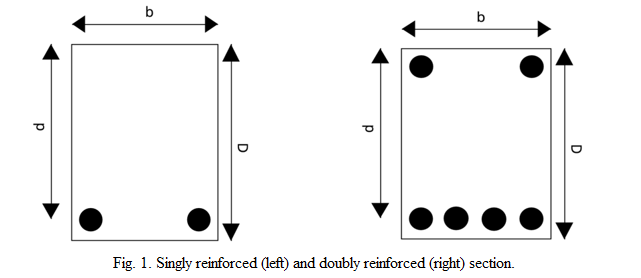 b
b
d
D
d
D
Fig. 1. Singly reinforced (left) and doubly reinforced (right) section.